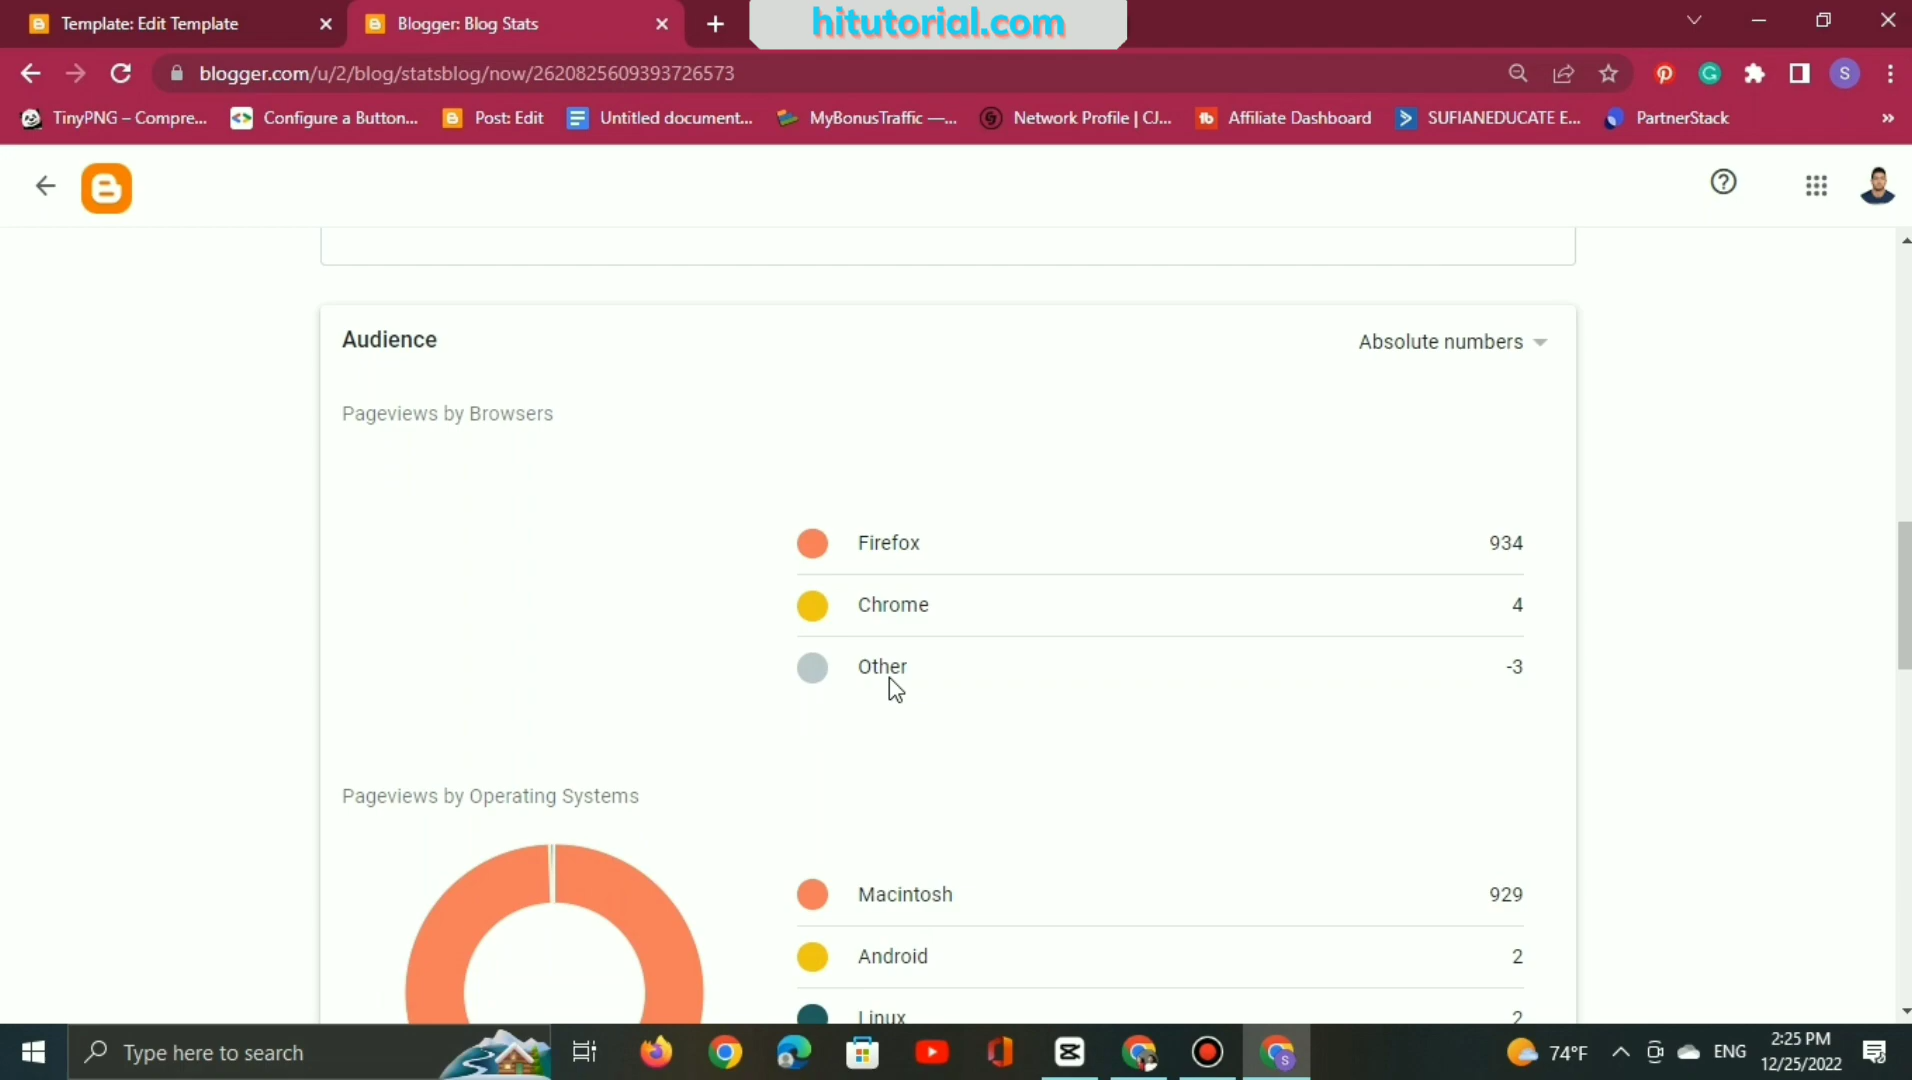 Template: Edit Template
Blogger: Blog Stats
hitutorial.com
blogger.com/u/2/blog/statsblog/now/2620825609393726573
S
TinyPNG – Compre...
Configure a Button...
Post: Edit
Untitled document...
MyBonusTraffic —...
Network Profile | CJ...
Affiliate Dashboard
SUFIANEDUCATE E...
PartnerStack
»
Audience
Absolute numbers
Pageviews by Browsers
Firefox 934
Chrome 4
Other -3
Pageviews by Operating Systems
Macintosh 929
Android 2
Linux 2
Type here to search
74°F
ENG
2:25 PM
12/25/2022